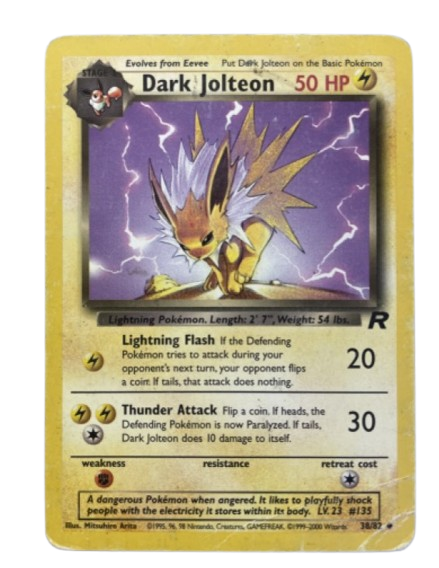 Evolves from Eevee Put Dark Jolteon on the Basic Pokémon
STAGE 1
Dark Jolteon 50 HP
Lightning Pokémon. Length: 2' 7", Weight: 54 lbs.
R
Lightning Flash If the Defending
Pokémon tries to attack during your
opponent's next turn, your opponent flips
a coin. If tails, that attack does nothing.
20
Thunder Attack Flip a coin. If heads, the
Defending Pokémon is now Paralyzed. If tails,
Dark Jolteon does 10 damage to itself.
30
weakness resistance retreat cost
A dangerous Pokémon when angered. It likes to playfully shock
people with the electricity it stores within its body. LV. 23 #135
Illus. Mitsuhiro Arita ©1995, 96, 98 Nintendo, Creatures, GAMEFREAK. ©1999-2000 Wizards. 38/82